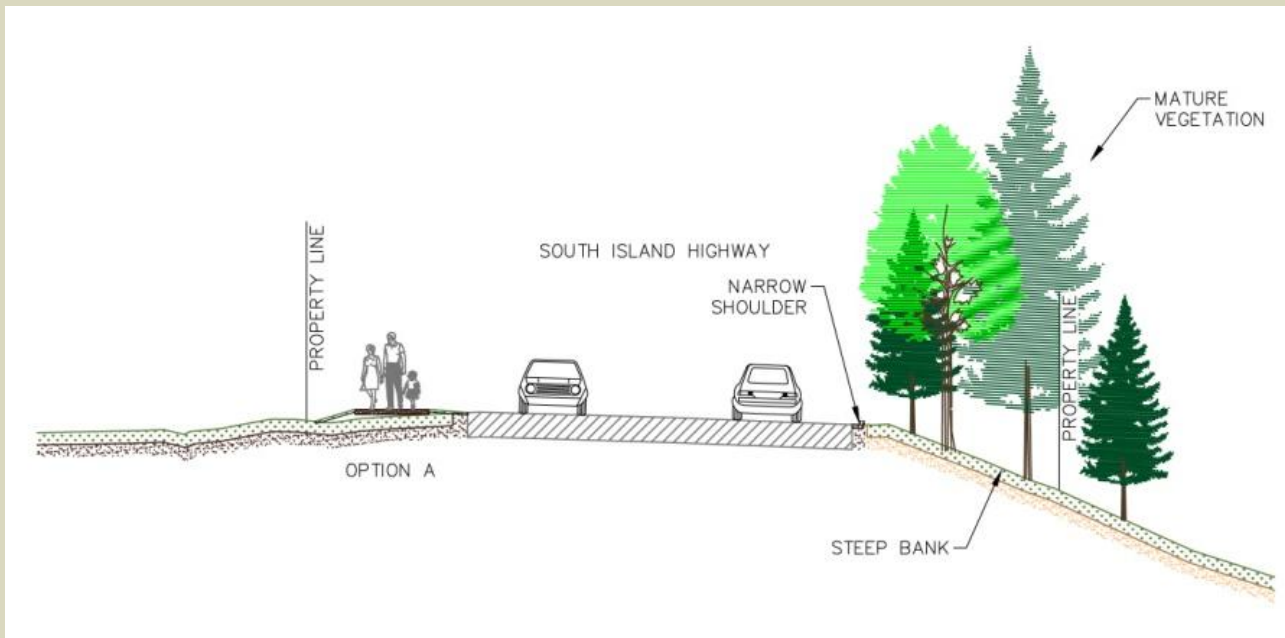 MATURE
VEGETATION
PROPERTY LINE
SOUTH ISLAND HIGHWAY
NARROW
SHOULDER
PROPERTY LINE
OPTION A
STEEP BANK